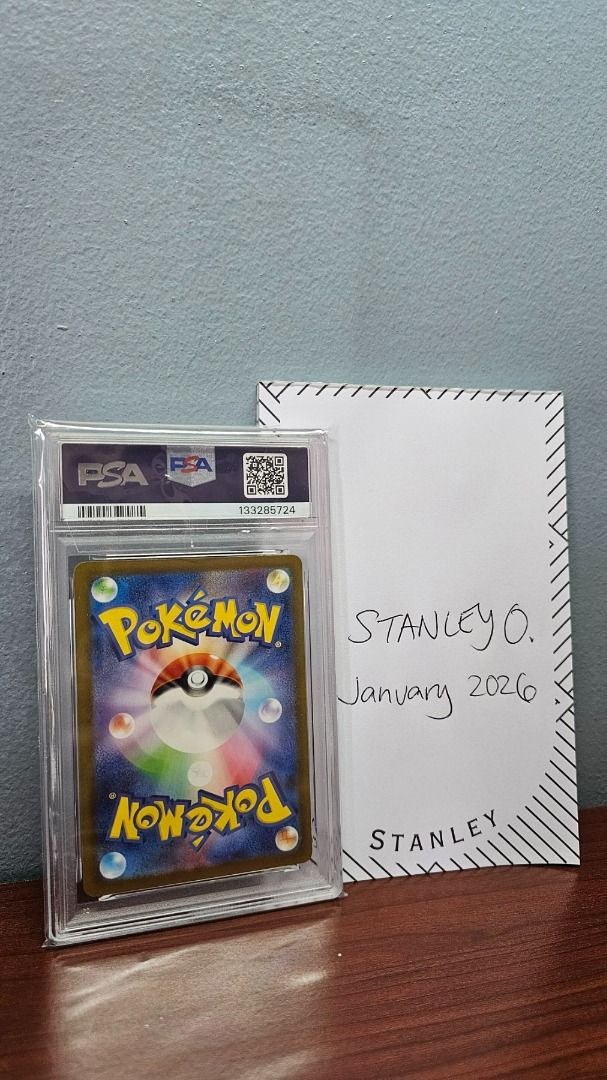 PSA PSA
133285724
POKéMON
POKéMON
STANLEY O.
January 2026
STANLEY